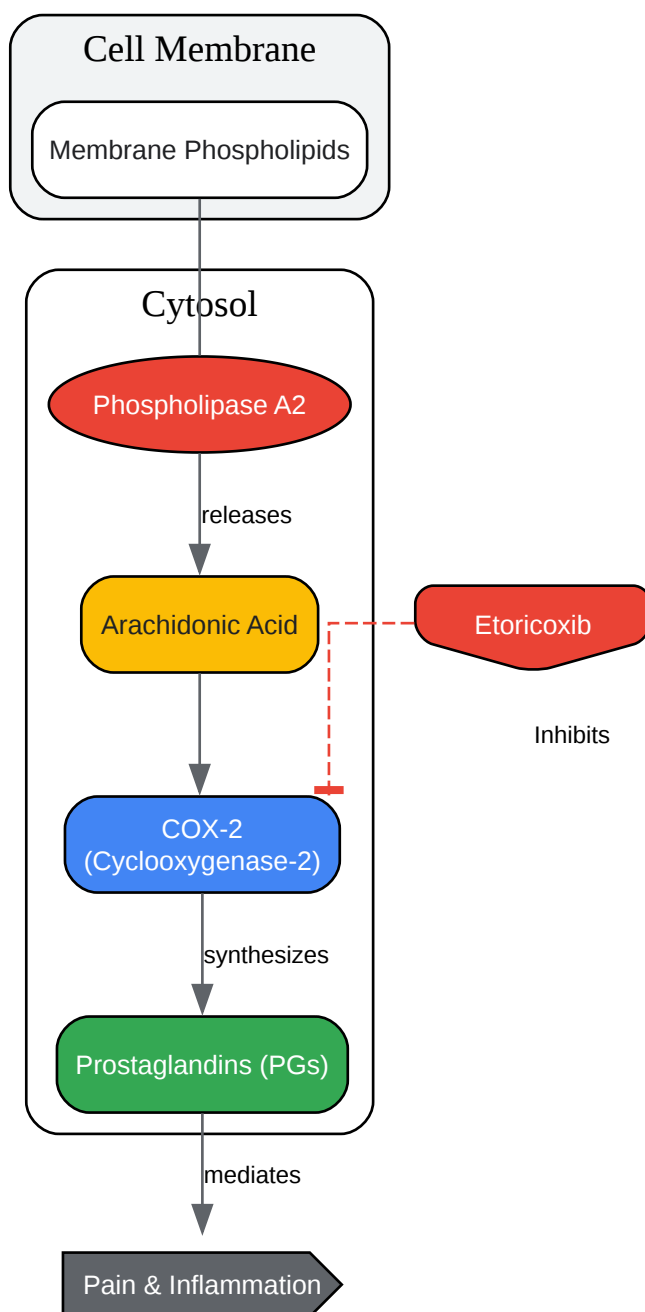 Cell Membrane
Membrane Phospholipids
Cytosol
Phospholipase A2
releases
Arachidonic Acid
Etoricoxib
Inhibits
COX-2
(Cyclooxygenase-2)
synthesizes
Prostaglandins (PGs)
mediates
Pain & Inflammation